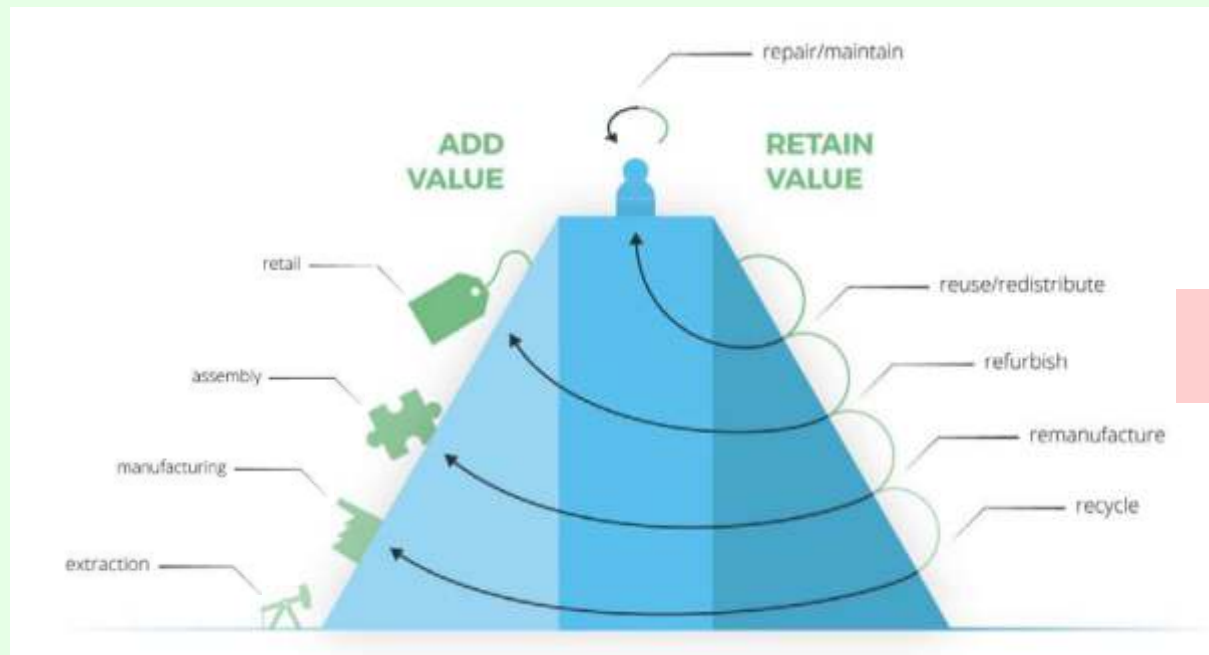 repair/maintain
ADD
VALUE
RETAIN
VALUE
retail
reuse/redistribute
assembly
refurbish
manufacturing
remanufacture
extraction
recycle